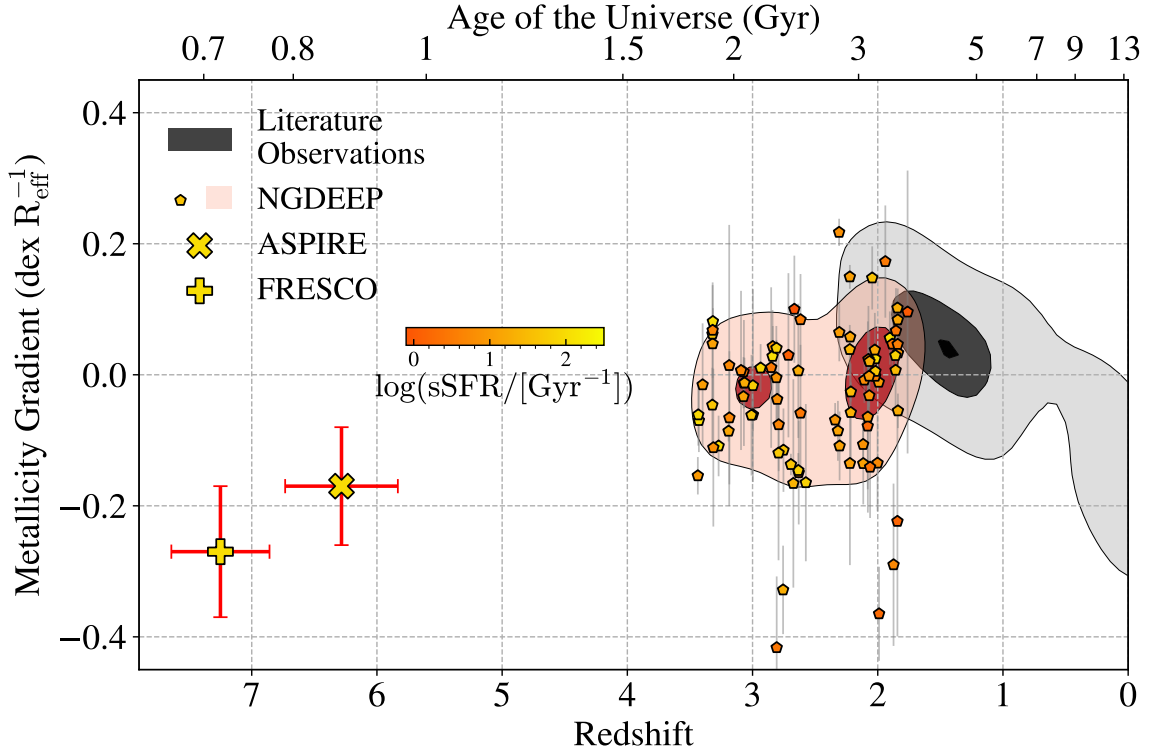 Age of the Universe (Gyr)
0.7 0.8 1 1.5 2 3 5 7 9 13
Metallicity Gradient (dex R_eff^−1)
0.4
0.2
0.0
−0.2
−0.4
Literature
Observations
NGDEEP
ASPIRE
FRESCO
0 1 2
log(sSFR/[Gyr^−1])
7 6 5 4 3 2 1 0
Redshift